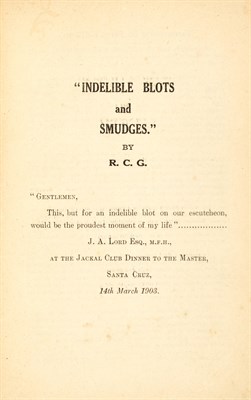 "INDELIBLE BLOTS
and
SMUDGES."
BY
R. C. G.
"GENTLEMEN,
This, but for an indelible blot on our escutcheon,
would be the proudest moment of my life"...................
J. A. LORD ESQ., M.F.H.,
AT THE JACKAL CLUB DINNER TO THE MASTER,
SANTA CRUZ,
14th March 1903.